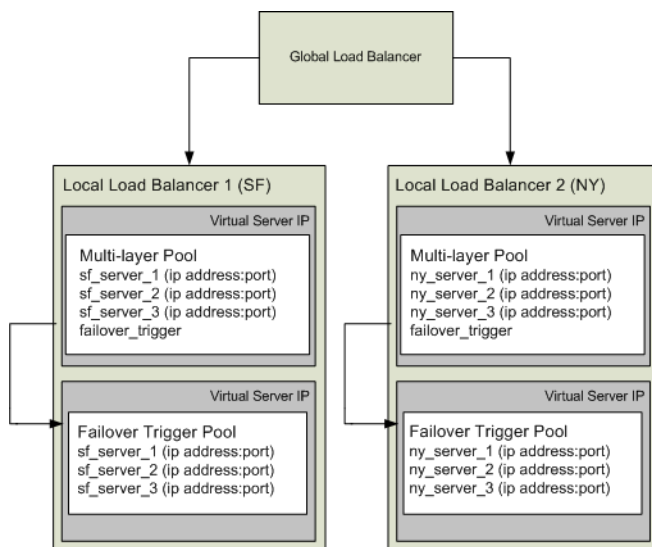 Global Load Balancer
Local Load Balancer 1 (SF)
Virtual Server IP
Multi-layer Pool
sf_server_1 (ip address:port)
sf_server_2 (ip address:port)
sf_server_3 (ip address:port)
failover_trigger
Virtual Server IP
Failover Trigger Pool
sf_server_1 (ip address:port)
sf_server_2 (ip address:port)
sf_server_3 (ip address:port)
Local Load Balancer 2 (NY)
Virtual Server IP
Multi-layer Pool
ny_server_1 (ip address:port)
ny_server_2 (ip address:port)
ny_server_3 (ip address:port)
failover_trigger
Virtual Server IP
Failover Trigger Pool
ny_server_1 (ip address:port)
ny_server_2 (ip address:port)
ny_server_3 (ip address:port)